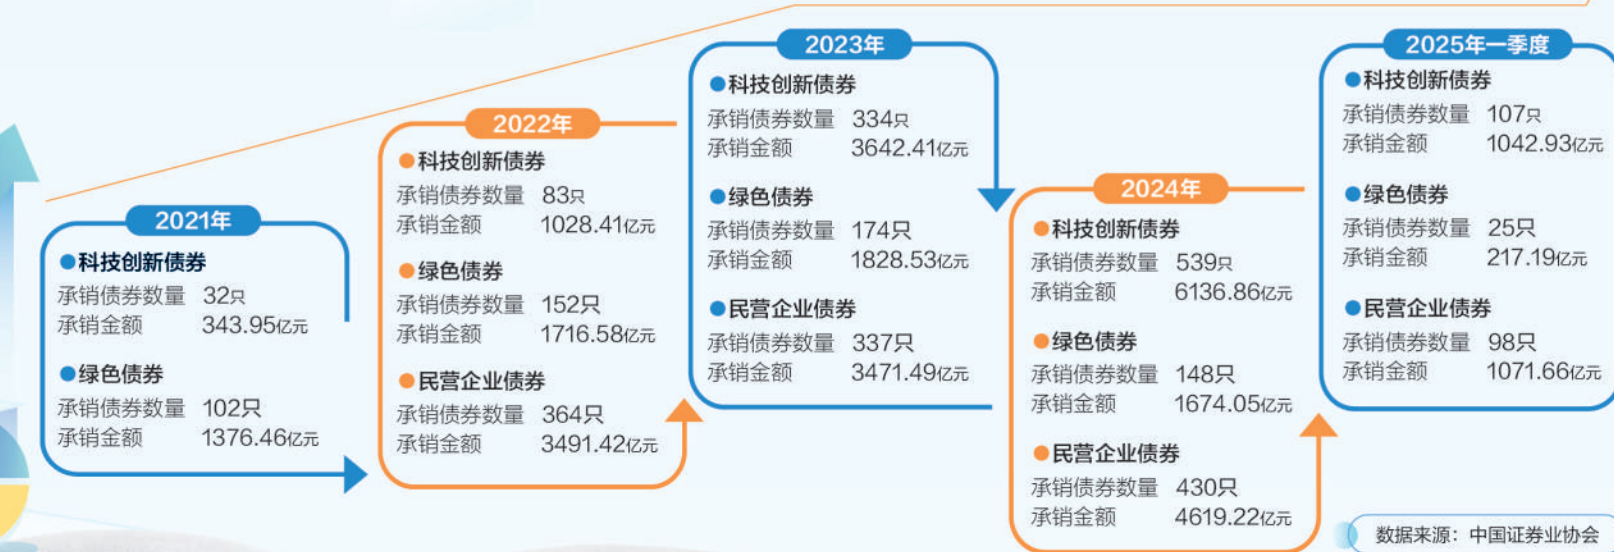 2021年
科技创新债券
承销债券数量 32只
承销金额 343.95亿元
绿色债券
承销债券数量 102只
承销金额 1376.46亿元
2022年
科技创新债券
承销债券数量 83只
承销金额 1028.41亿元
绿色债券
承销债券数量 152只
承销金额 1716.58亿元
民营企业债券
承销债券数量 364只
承销金额 3491.42亿元
2023年
科技创新债券
承销债券数量 334只
承销金额 3642.41亿元
绿色债券
承销债券数量 174只
承销金额 1828.53亿元
民营企业债券
承销债券数量 337只
承销金额 3471.49亿元
2024年
科技创新债券
承销债券数量 539只
承销金额 6136.86亿元
绿色债券
承销债券数量 148只
承销金额 1674.05亿元
民营企业债券
承销债券数量 430只
承销金额 4619.22亿元
2025年一季度
科技创新债券
承销债券数量 107只
承销金额 1042.93亿元
绿色债券
承销债券数量 25只
承销金额 217.19亿元
民营企业债券
承销债券数量 98只
承销金额 1071.66亿元
数据来源：中国证券业协会